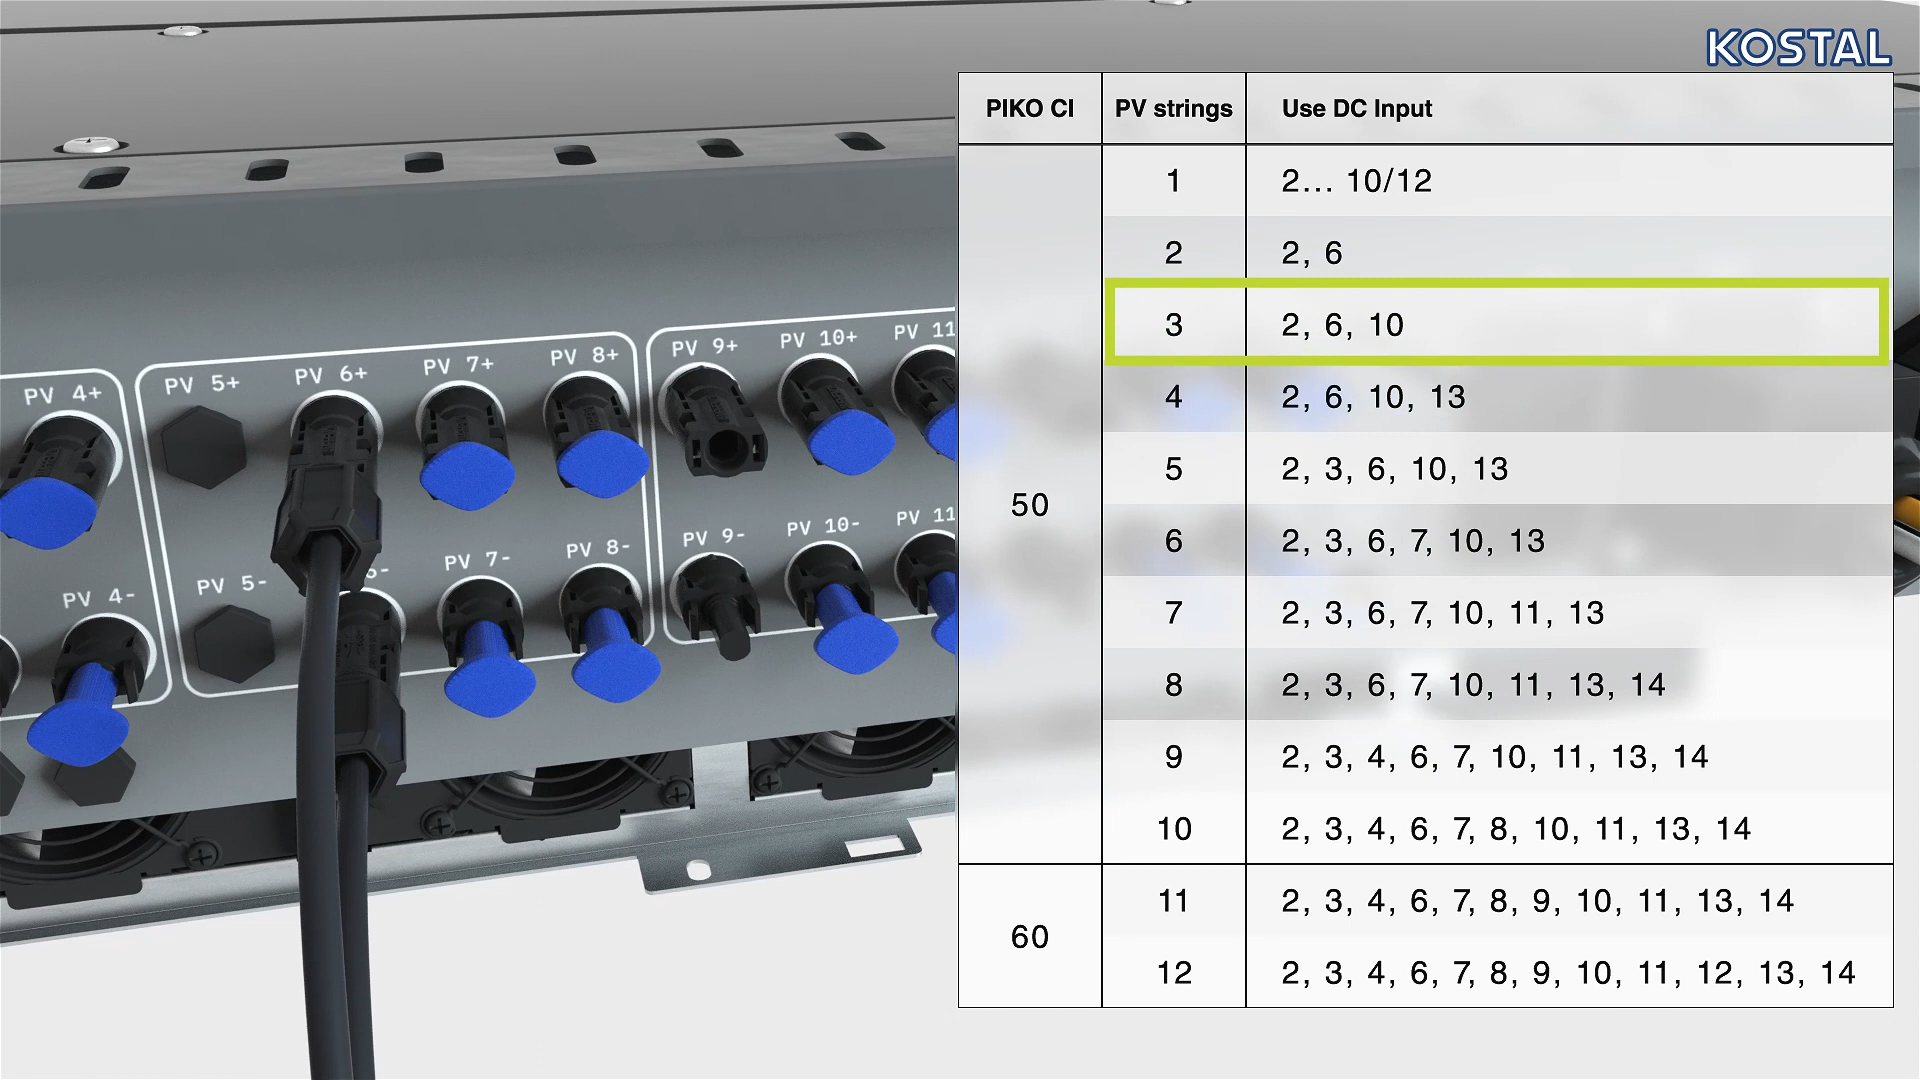 KOSTAL
PIKO CI PV strings Use DC Input
50
1 2... 10/12
2 2, 6
3 2, 6, 10
4 2, 6, 10, 13
5 2, 3, 6, 10, 13
6 2, 3, 6, 7, 10, 13
7 2, 3, 6, 7, 10, 11, 13
8 2, 3, 6, 7, 10, 11, 13, 14
9 2, 3, 4, 6, 7, 10, 11, 13, 14
10 2, 3, 4, 6, 7, 8, 10, 11, 13, 14
60
11 2, 3, 4, 6, 7, 8, 9, 10, 11, 13, 14
12 2, 3, 4, 6, 7, 8, 9, 10, 11, 12, 13, 14
PV 4+ PV 5+ PV 6+ PV 7+ PV 8+ PV 9+ PV 10+ PV 11
PV 4- PV 5- 6- PV 7- PV 8- PV 9- PV 10- PV 11